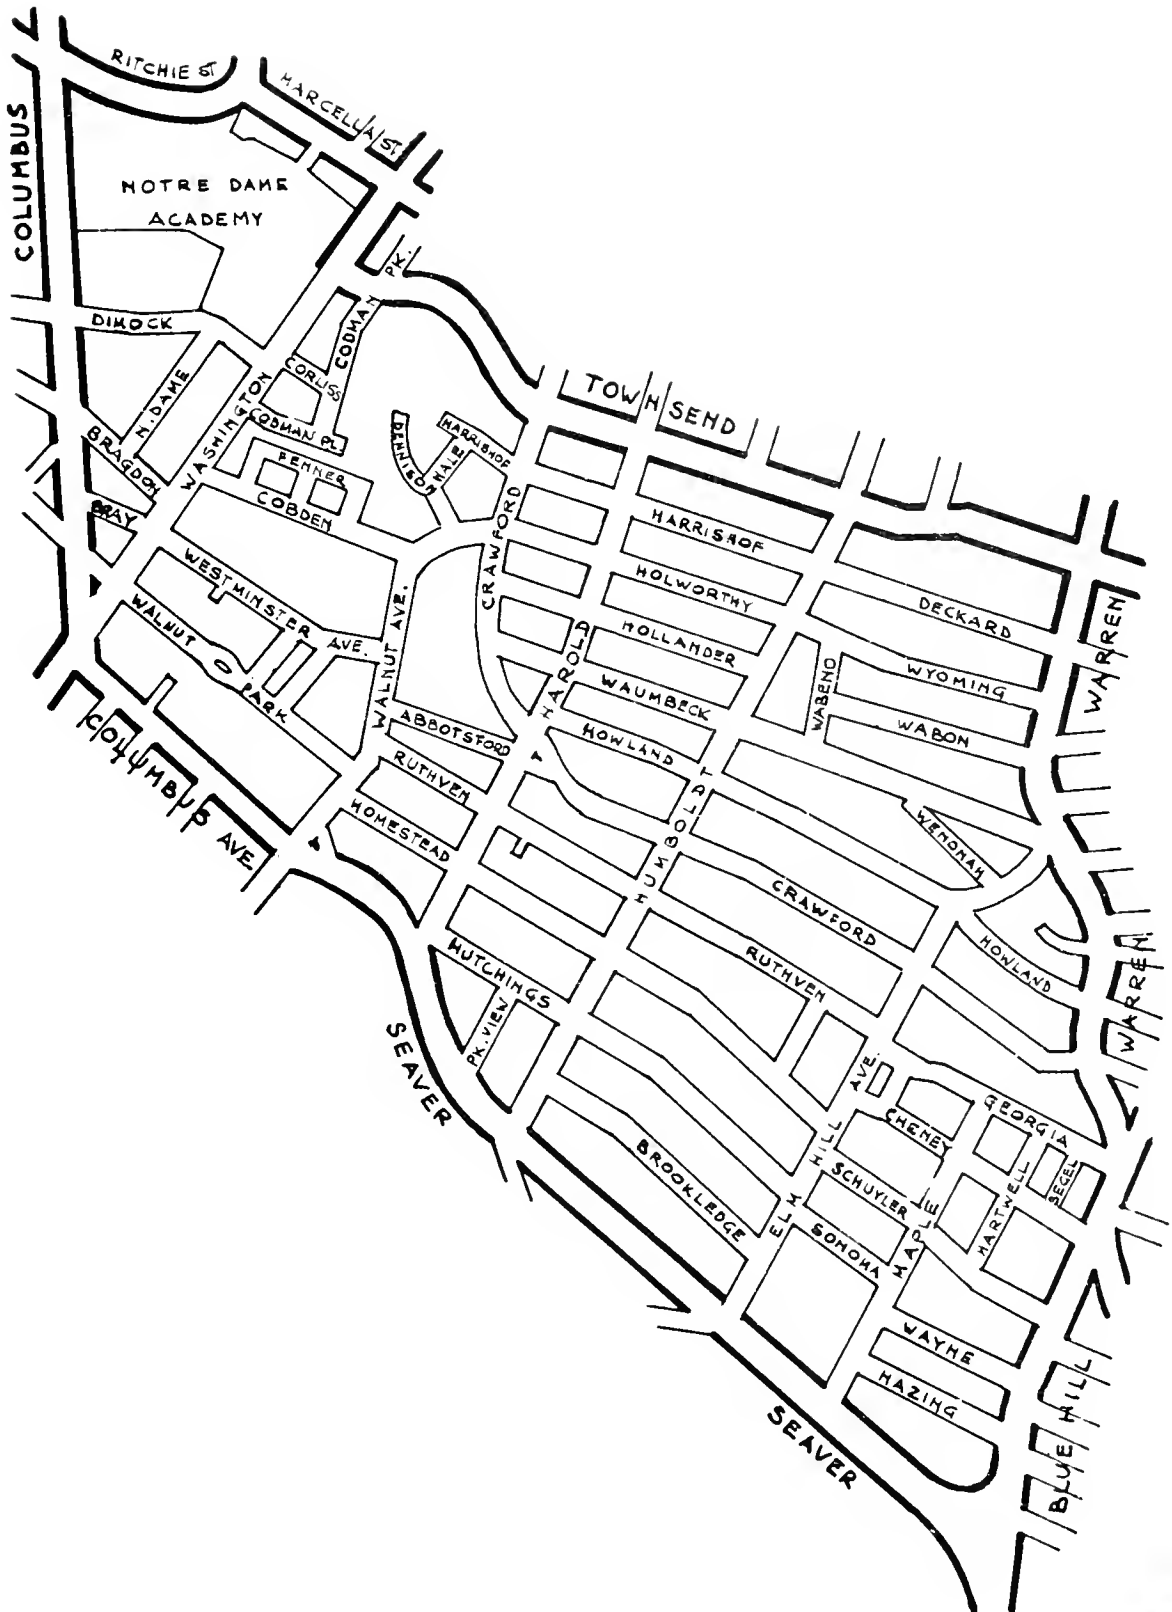 RITCHIE ST
MARCELLA ST.
COLUMBUS
NOTRE DAME
ACADEMY
PK.
DIMOCK
CODMAN
CORLISS
TOWNSEND
N. DAME
WASHINGTON
CODMAN PL.
DENNISON
HARRISHOF
HALE
BRAGDON
FENNER
COBDEN
BRAY
CRAWFORD
HARRISHOF
HOLWORTHY
DECKARD
WARREN
WESTMINSTER AVE.
WALNUT PARK
WALNUT AVE.
HAROLD
HOLLANDER
WABENO
WYOMING
WAUMBECK
WABON
ABBOTSFORD
HOWLAND
COLUMBUS AVE.
RUTHVEN
HOMESTEAD
HUMBOLDT
WENONAH
CRAWFORD
HUTCHINGS
RUTHVEN
HOWLAND
WARREN
PK. VIEW
SEAVER
ELM HILL AVE.
GEORGIA
CHENEY
BROOKLEDGE
SCHUYLER
HARTWELL
SEGEL
MAPLE
SONOMA
WAYNE
NAZING
SEAVER
BLUE HILL